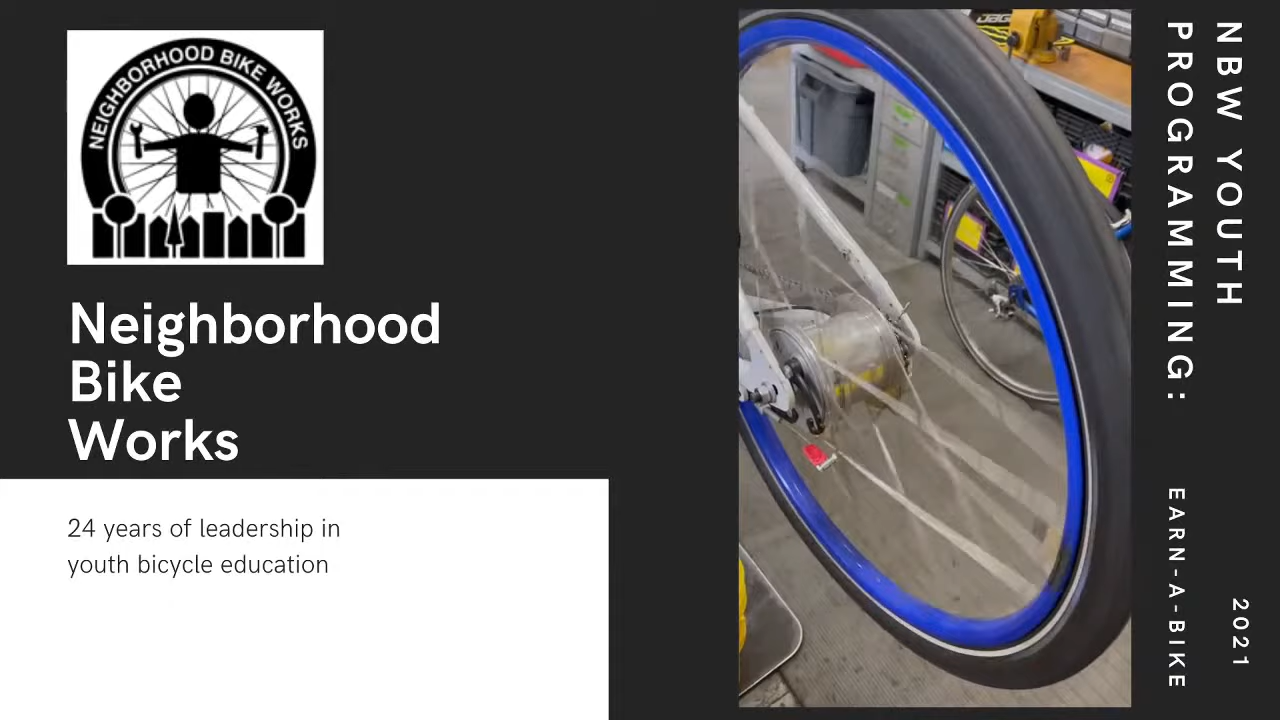 NEIGHBORHOOD BIKE WORKS
Neighborhood
Bike
Works
24 years of leadership in
youth bicycle education
NBW YOUTH
PROGRAMMING:
EARN-A-BIKE
2021